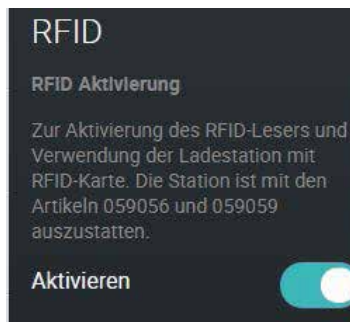 RFID
RFID Aktivierung
Zur Aktivierung des RFID-Lesers und
Verwendung der Ladestation mit
RFID-Karte. Die Station ist mit den
Artikeln 059056 und 059059
auszustatten.
Aktivieren